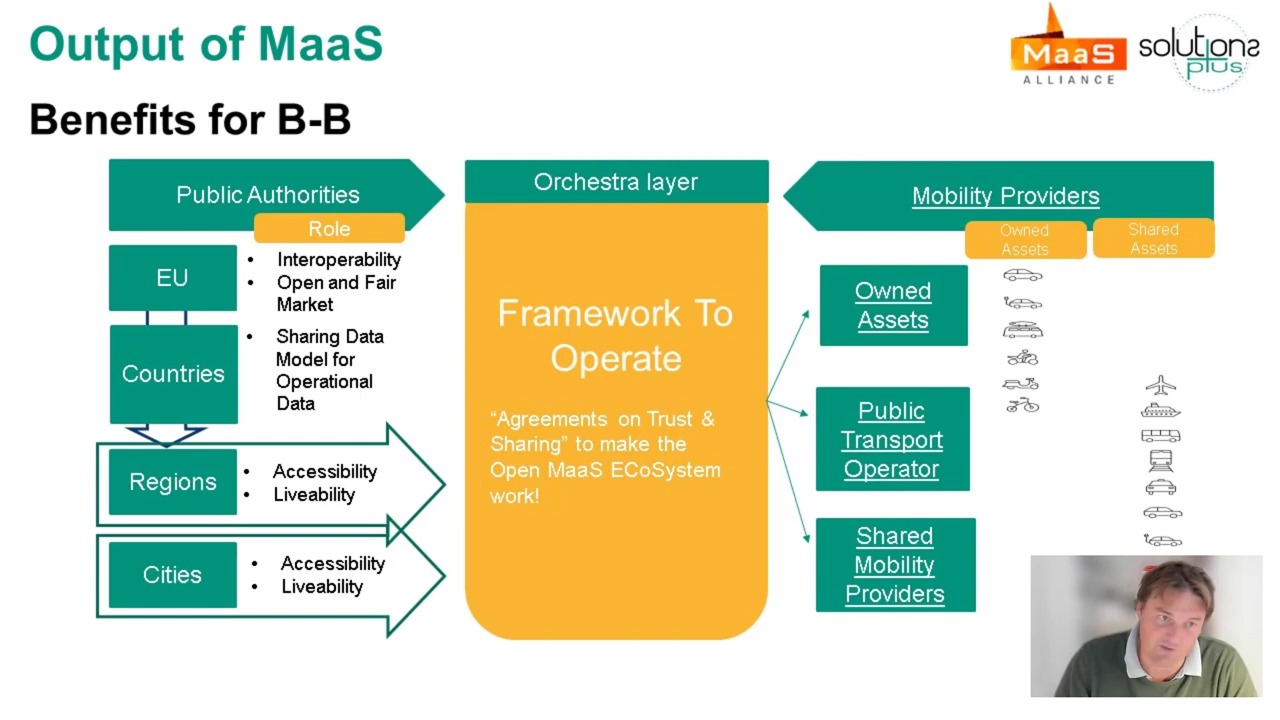 Output of MaaS
MaaS
ALLIANCE
solutions
plus
Benefits for B-B
Public Authorities
Role
EU
• Interoperability
• Open and Fair
Market
Countries
• Sharing Data
Model for
Operational
Data
Regions
• Accessibility
• Liveability
Cities
• Accessibility
• Liveability
Orchestra layer
Framework To
Operate
“Agreements on Trust &
Sharing” to make the
Open MaaS ECoSystem
work!
Mobility Providers
Owned
Assets
Shared
Assets
Owned
Assets
Public
Transport
Operator
Shared
Mobility
Providers